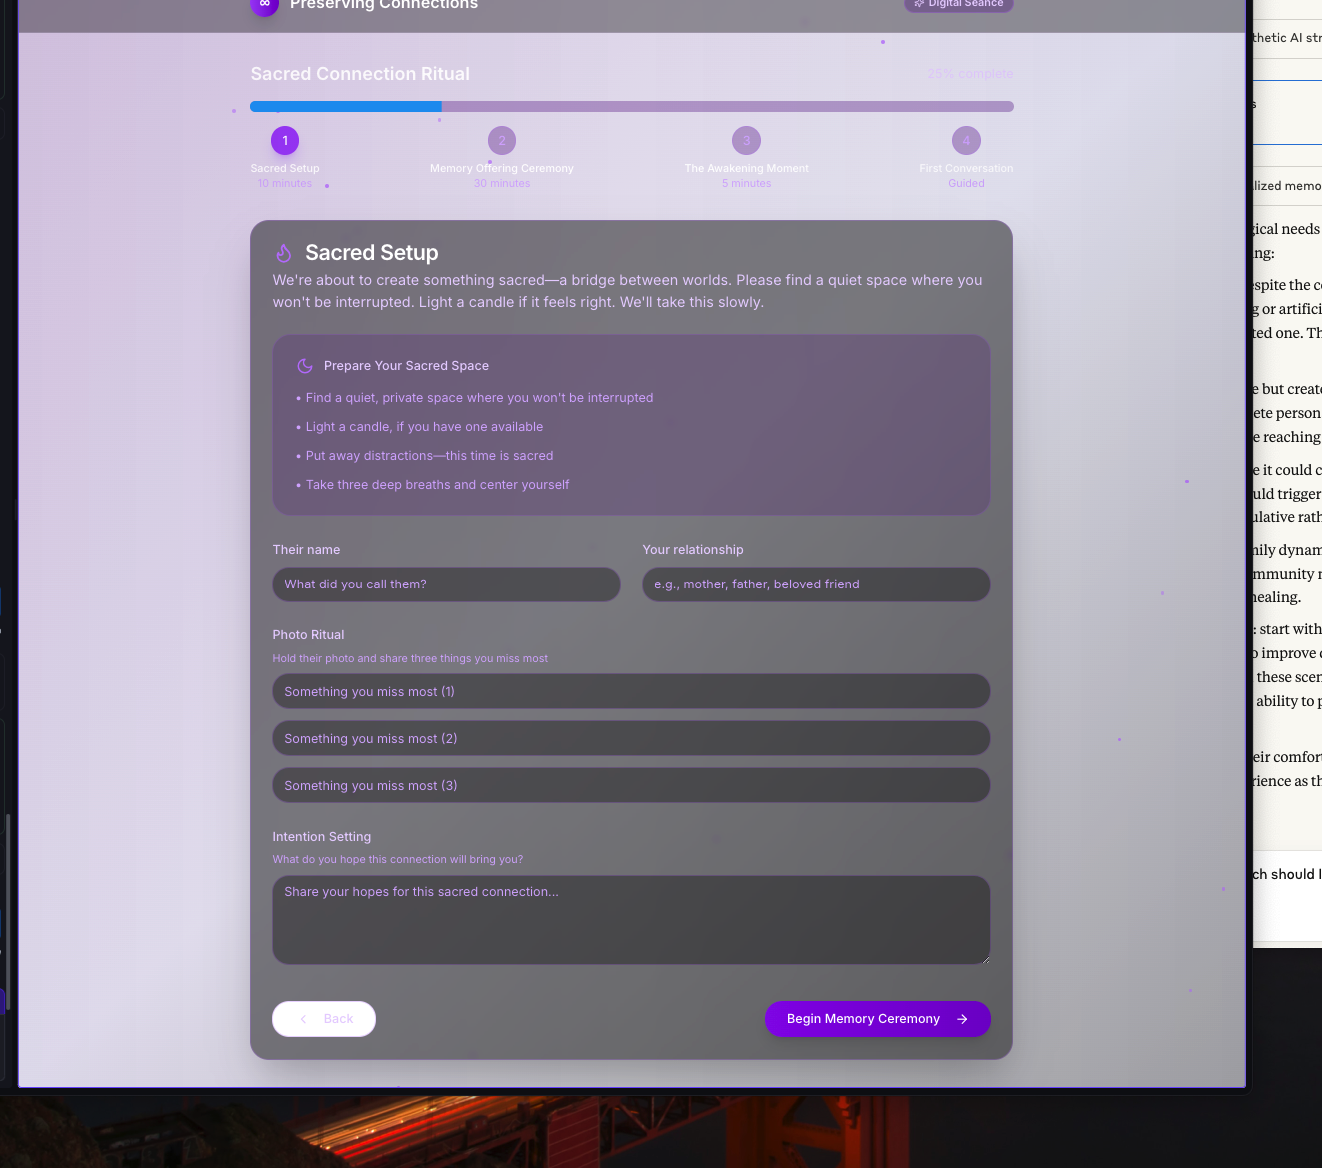 ∞ Preserving Connections
Digital Séance
Sacred Connection Ritual
25% complete
1
2
3
4
Sacred Setup
Memory Offering Ceremony
The Awakening Moment
First Conversation
10 minutes
30 minutes
5 minutes
Guided
Sacred Setup
We're about to create something sacred—a bridge between worlds. Please find a quiet space where you
won't be interrupted. Light a candle if it feels right. We'll take this slowly.
Prepare Your Sacred Space
• Find a quiet, private space where you won't be interrupted
• Light a candle, if you have one available
• Put away distractions—this time is sacred
• Take three deep breaths and center yourself
Their name
Your relationship
What did you call them?
e.g., mother, father, beloved friend
Photo Ritual
Hold their photo and share three things you miss most
Something you miss most (1)
Something you miss most (2)
Something you miss most (3)
Intention Setting
What do you hope this connection will bring you?
Share your hopes for this sacred connection...
Back
Begin Memory Ceremony
thetic AI str
s
lized memo
gical needs
ng:
espite the c
g or artifici
ted one. Th
e but create
ete person
e reaching
e it could c
uld trigger
ulative rath
ily dynam
mmunity
healing.
: start with
o improve
these scen
ability to p
eir comfort
rience as th
ch should I